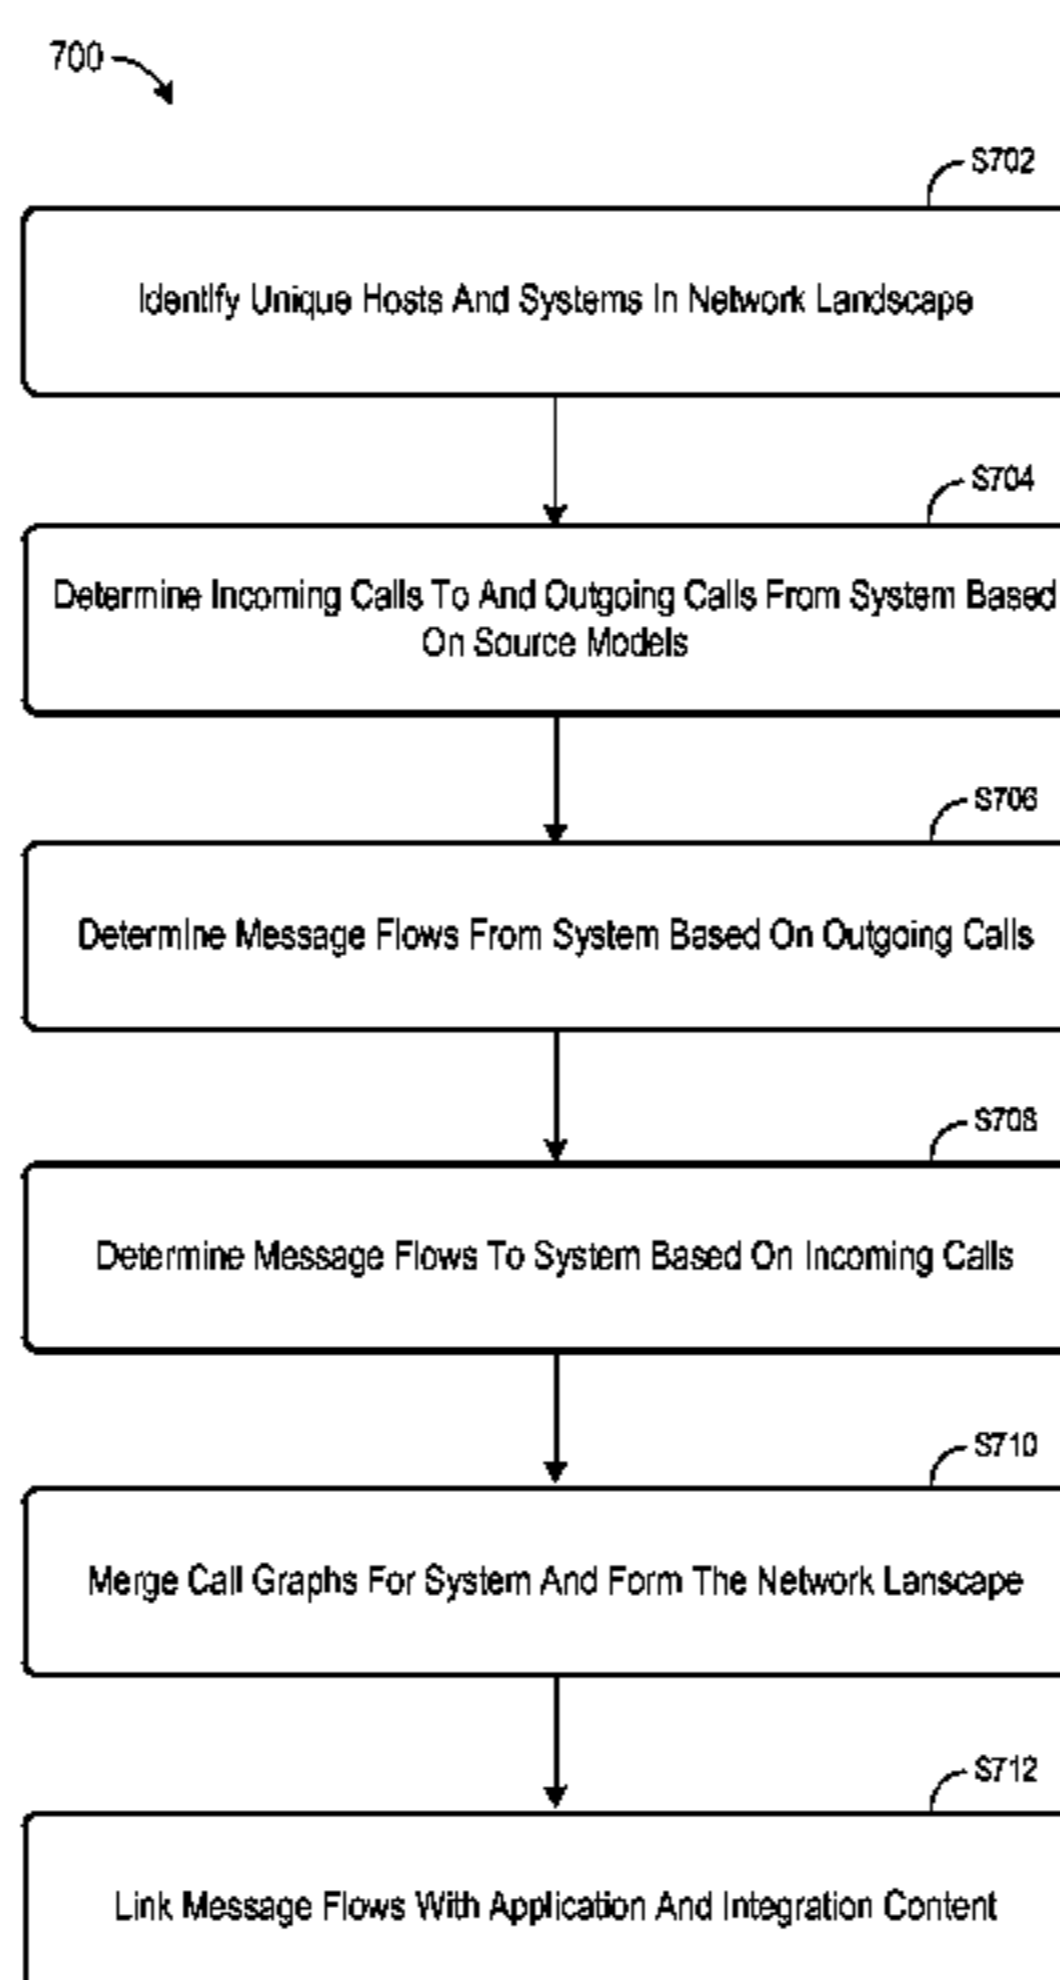 700
S702
Identify Unique Hosts And Systems In Network Landscape
S704
Determine Incoming Calls To And Outgoing Calls From System Based
On Source Models
S706
Determine Message Flows From System Based On Outgoing Calls
S708
Determine Message Flows To System Based On Incoming Calls
S710
Merge Call Graphs For System And Form The Network Lanscape
S712
Link Message Flows With Application And Integration Content